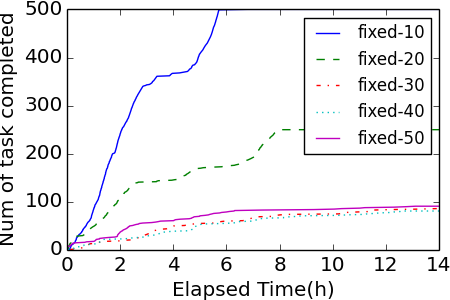 500
400
300
200
100
0
Num of task completed
0 2 4 6 8 10 12 14
Elapsed Time(h)
fixed-10
fixed-20
fixed-30
fixed-40
fixed-50